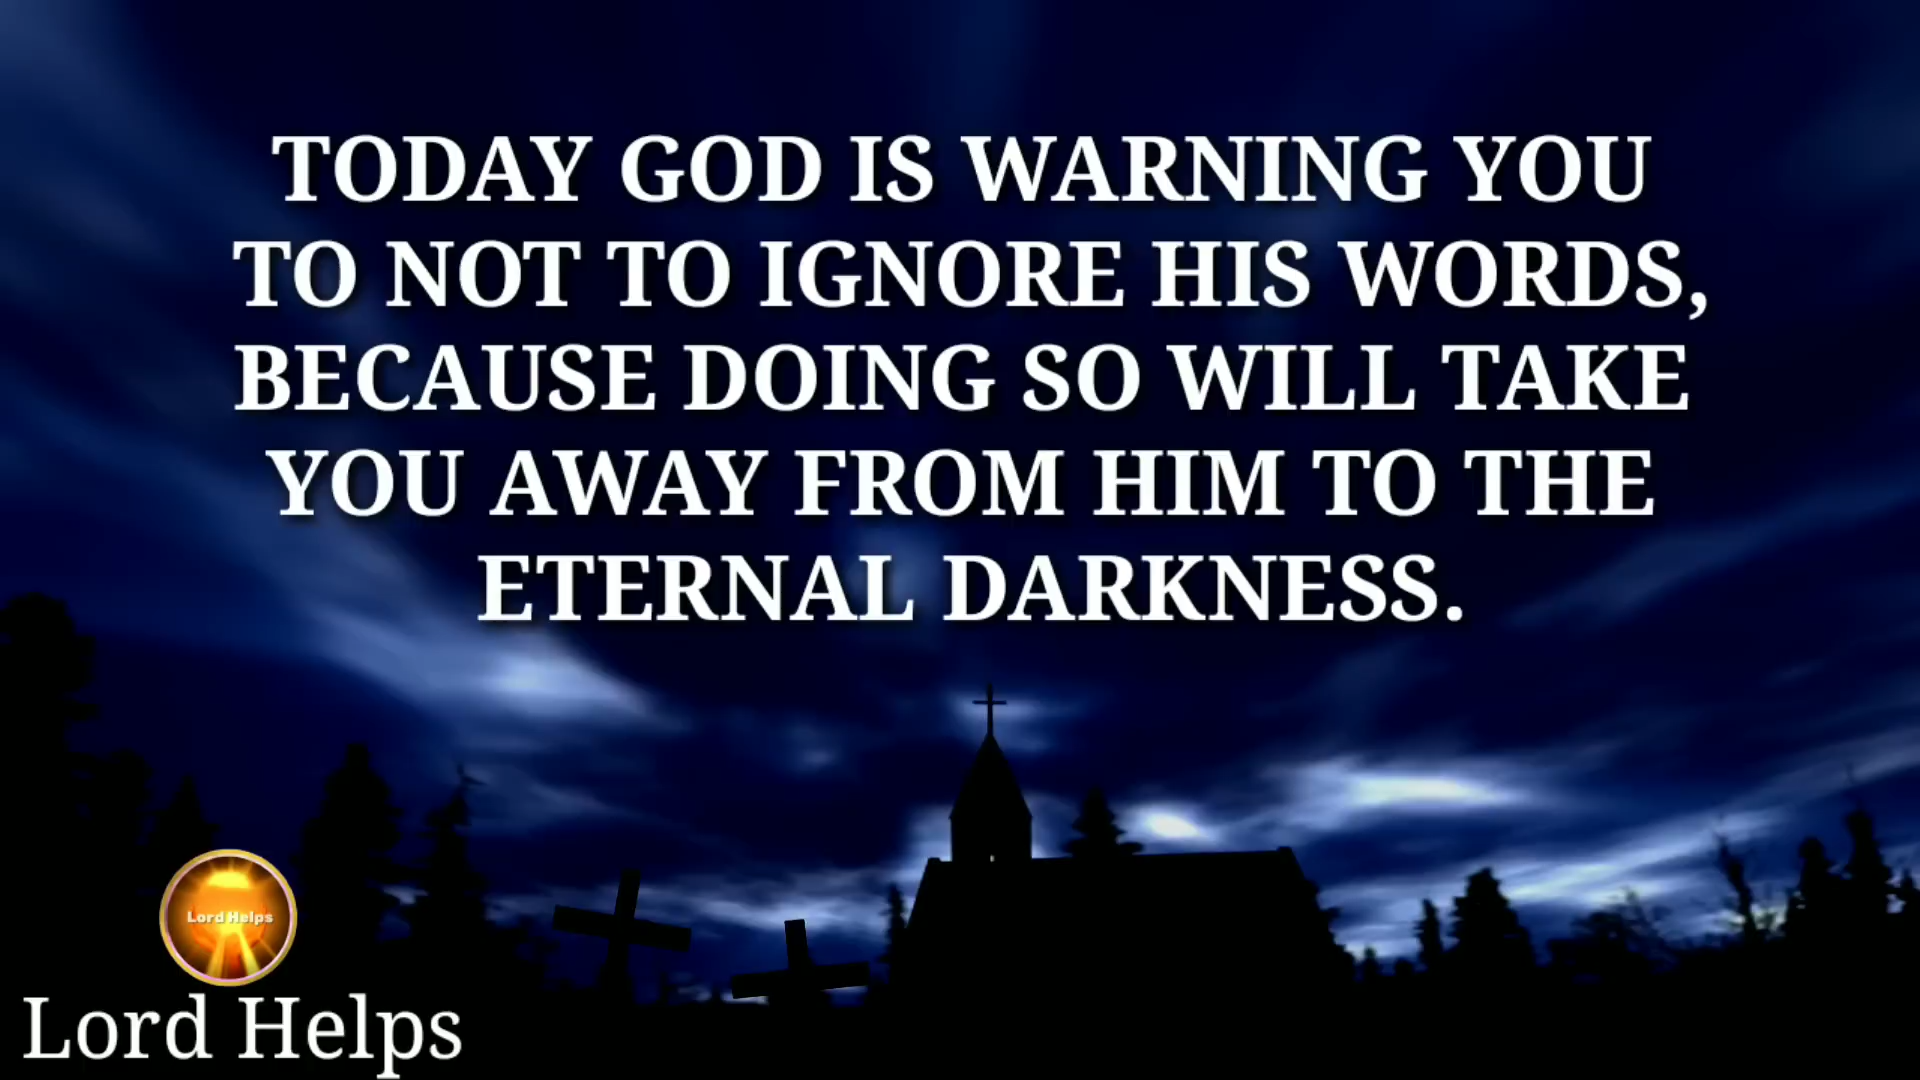 TODAY GOD IS WARNING YOU
TO NOT TO IGNORE HIS WORDS,
BECAUSE DOING SO WILL TAKE
YOU AWAY FROM HIM TO THE
ETERNAL DARKNESS.
Lord Helps
Lord Helps